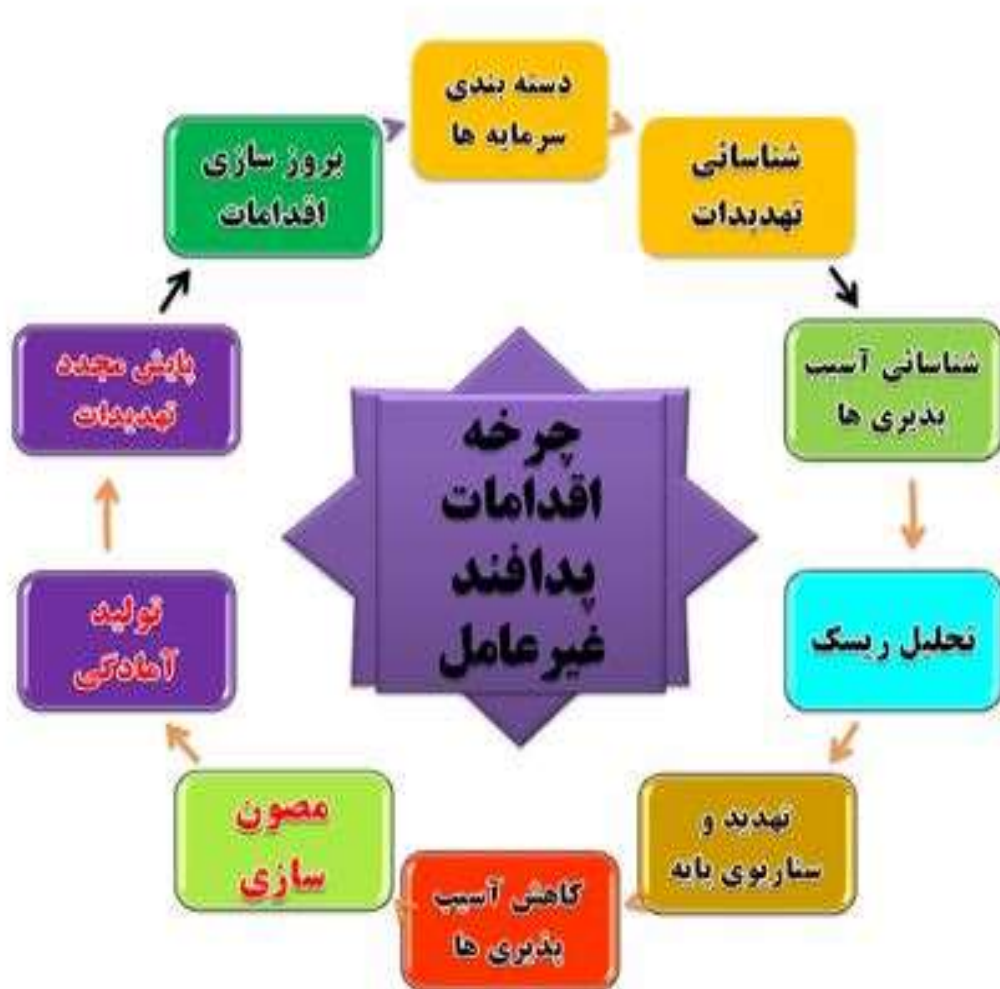 دسته بندی
سرمایه ها
شناسائی
تهدیدات
شناسائی آسیب
پذیری ها
تحلیل ریسک
تهدید و
سناریوی پایه
کاهش آسیب
پذیری ها
مصون
سازی
تولید
آمادگی
پایش مجدد
تهدیدات
بروز سازی
اقدامات
چرخه
اقدامات
پدافند
غیرعامل